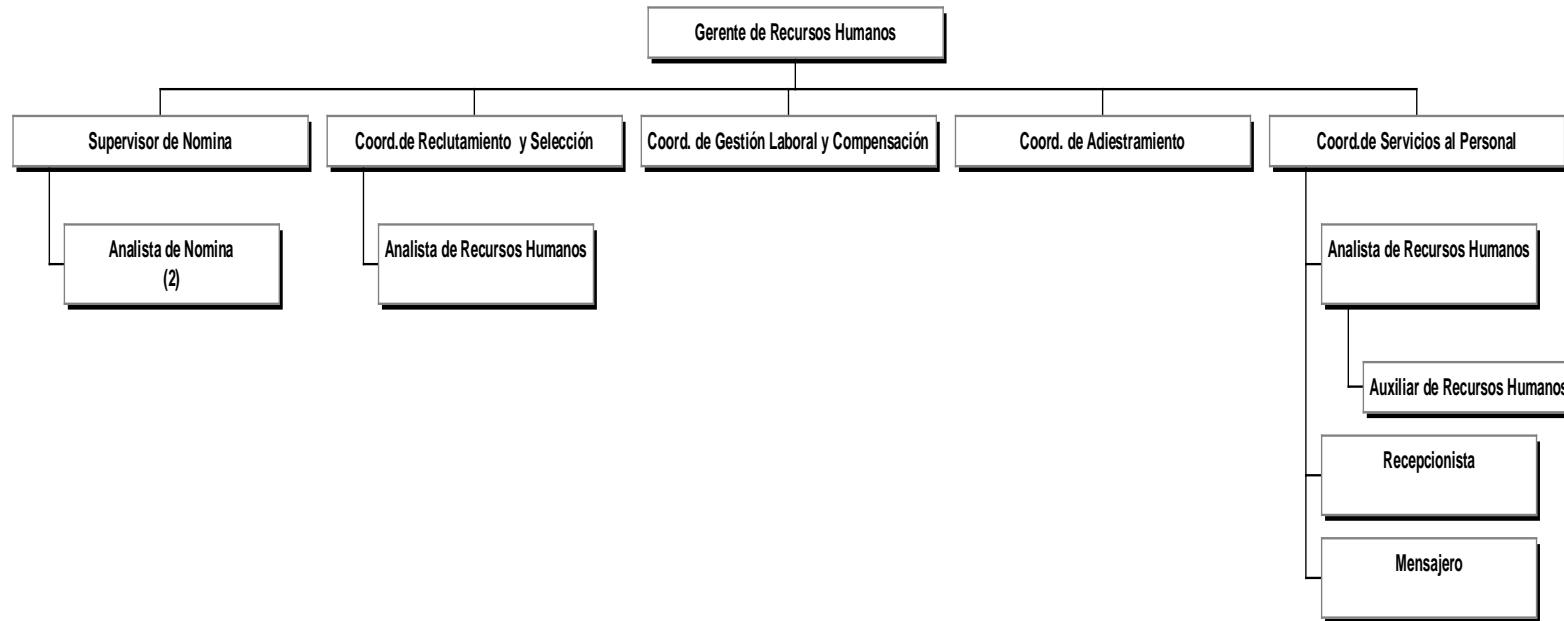 Gerente de Recursos Humanos
Supervisor de Nomina
Coord.de Reclutamiento y Selección
Coord. de Gestión Laboral y Compensación
Coord. de Adiestramiento
Coord.de Servicios al Personal
Analista de Nomina
(2)
Analista de Recursos Humanos
Analista de Recursos Humanos
Auxiliar de Recursos Humanos
Recepcionista
Mensajero